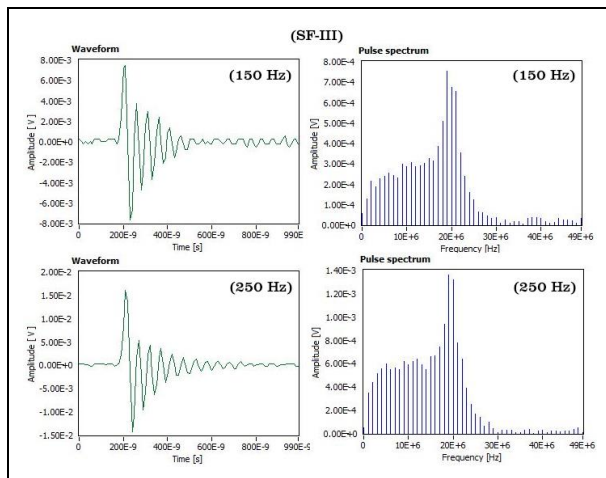 (SF-III)
Waveform
(150 Hz)
8.00E-3
6.00E-3
4.00E-3
2.00E-3
0.00E+0
-2.00E-3
-4.00E-3
-6.00E-3
-8.00E-3
Amplitude [ V ]
0 200E-9 400E-9 600E-9 800E-9 990E-9
Time [s]
Pulse spectrum
(150 Hz)
8.00E-4
7.00E-4
6.00E-4
5.00E-4
4.00E-4
3.00E-4
2.00E-4
1.00E-4
0.00E+0
Amplitude [V]
0 10E+6 20E+6 30E+6 40E+6 49E+6
Frequency [Hz]
Waveform
(250 Hz)
2.00E-2
1.50E-2
1.00E-2
5.00E-3
0.00E+0
-5.00E-3
-1.00E-2
-1.50E-2
Amplitude [ V ]
0 200E-9 400E-9 600E-9 800E-9 990E-9
Time [s]
Pulse spectrum
(250 Hz)
1.40E-3
1.20E-3
1.00E-3
8.00E-4
6.00E-4
4.00E-4
2.00E-4
0.00E+0
Amplitude [V]
0 10E+6 20E+6 30E+6 40E+6 49E+6
Frequency [Hz]